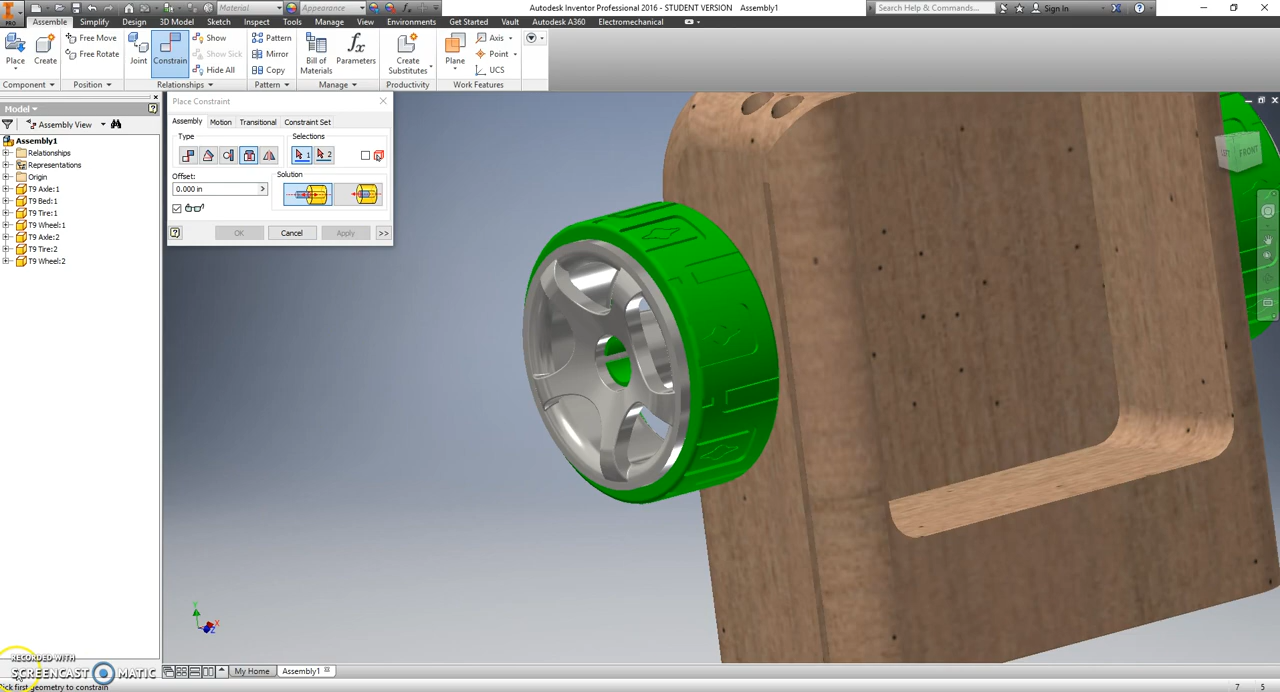 Autodesk Inventor Professional 2016 - STUDENT VERSION Assembly1
Search Help & Commands...
Sign In
PRO
Material
Appearance
Assemble Simplify Design 3D Model Sketch Inspect Tools Manage View Environments Get Started Vault Autodesk A360 Electromechanical
Place
Create
Free Move
Free Rotate
Joint
Constrain
Show
Show Sick
Hide All
Pattern
Mirror
Copy
Bill of
Materials
Parameters
Create
Substitutes
Plane
Axis
Point
UCS
Component Position Relationships Pattern Manage Productivity Work Features
Model
Assembly View
Assembly1
Relationships
Representations
Origin
T9 Axle:1
T9 Bed:1
T9 Tire:1
T9 Wheel:1
T9 Axle:2
T9 Tire:2
T9 Wheel:2
Place Constraint
Assembly Motion Transitional Constraint Set
Type
Selections
1
2
Offset:
0.000 in
Solution
OK Cancel Apply >>
FRONT
Y
X
Z
RECORDED WITH
SCREENCAST MATIC
My Home Assembly1
Pick first geometry to constrain
7 5